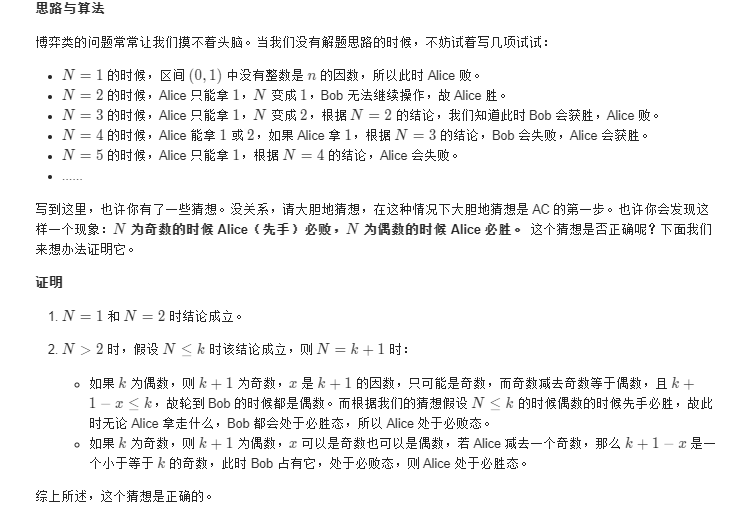 思路与算法
博弈类的问题常常让我们摸不着头脑。当我们没有解题思路的时候，不妨试着写几项试试：
• N = 1 的时候，区间 (0, 1) 中没有整数是 n 的因数，所以此时 Alice 败。
• N = 2 的时候，Alice 只能拿 1，N 变成 1，Bob 无法继续操作，故 Alice 胜。
• N = 3 的时候，Alice 只能拿 1，N 变成 2，根据 N = 2 的结论，我们知道此时 Bob 会获胜，Alice 败。
• N = 4 的时候，Alice 能拿 1 或 2，如果 Alice 拿 1，根据 N = 3 的结论，Bob 会失败，Alice 会获胜。
• N = 5 的时候，Alice 只能拿 1，根据 N = 4 的结论，Alice 会失败。
• ......
写到这里，也许你有了一些猜想。没关系，请大胆地猜想，在这种情况下大胆地猜想是 AC 的第一步。也许你会发现这
样一个现象：N 为奇数的时候 Alice（先手）必败，N 为偶数的时候 Alice 必胜。 这个猜想是否正确呢？下面我们
来想办法证明它。
证明
1. N = 1 和 N = 2 时结论成立。
2. N > 2 时，假设 N ≤ k 时该结论成立，则 N = k + 1 时：
◦ 如果 k 为偶数，则 k + 1 为奇数，x 是 k + 1 的因数，只可能是奇数，而奇数减去奇数等于偶数，且 k +
1 − x ≤ k，故轮到 Bob 的时候都是偶数。而根据我们的猜想假设 N ≤ k 的时候偶数的时候先手必胜，故此
时无论 Alice 拿走什么，Bob 都会处于必胜态，所以 Alice 处于必败态。
◦ 如果 k 为奇数，则 k + 1 为偶数，x 可以是奇数也可以是偶数，若 Alice 减去一个奇数，那么 k + 1 − x 是一
个小于等于 k 的奇数，此时 Bob 占有它，处于必败态，则 Alice 处于必胜态。
综上所述，这个猜想是正确的。